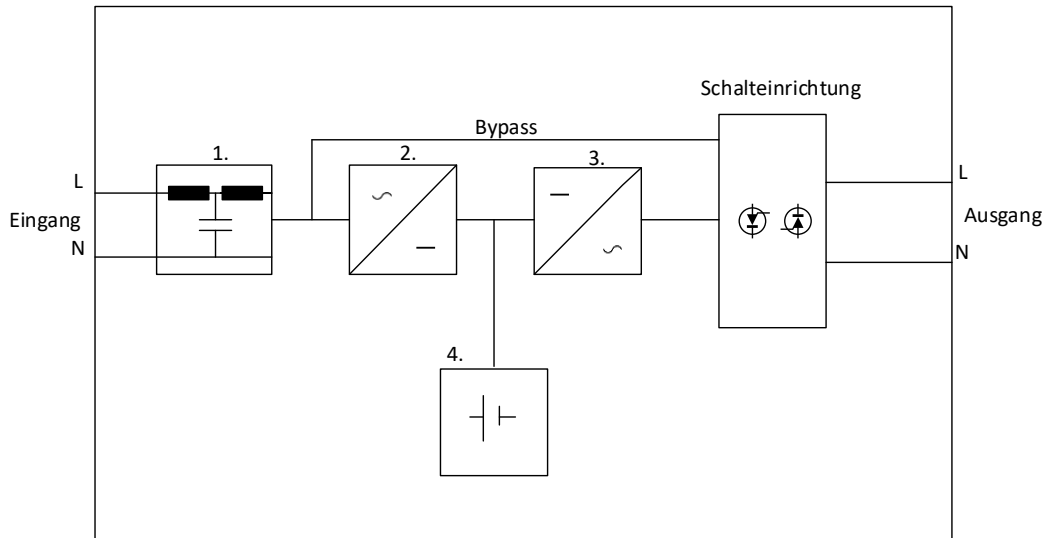 Schalteinrichtung
Bypass
1.
2.
3.
L
L
Eingang
Ausgang
N
N
4.